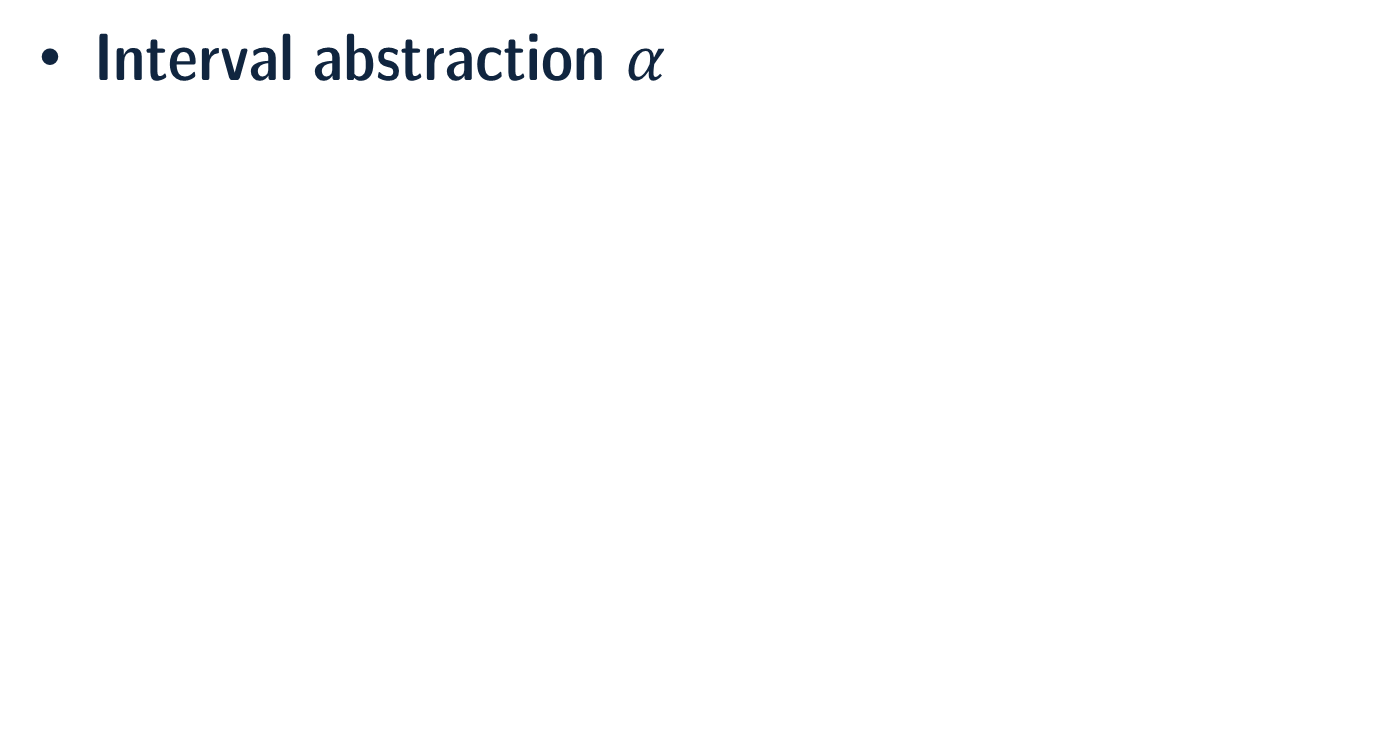 • Interval abstraction α